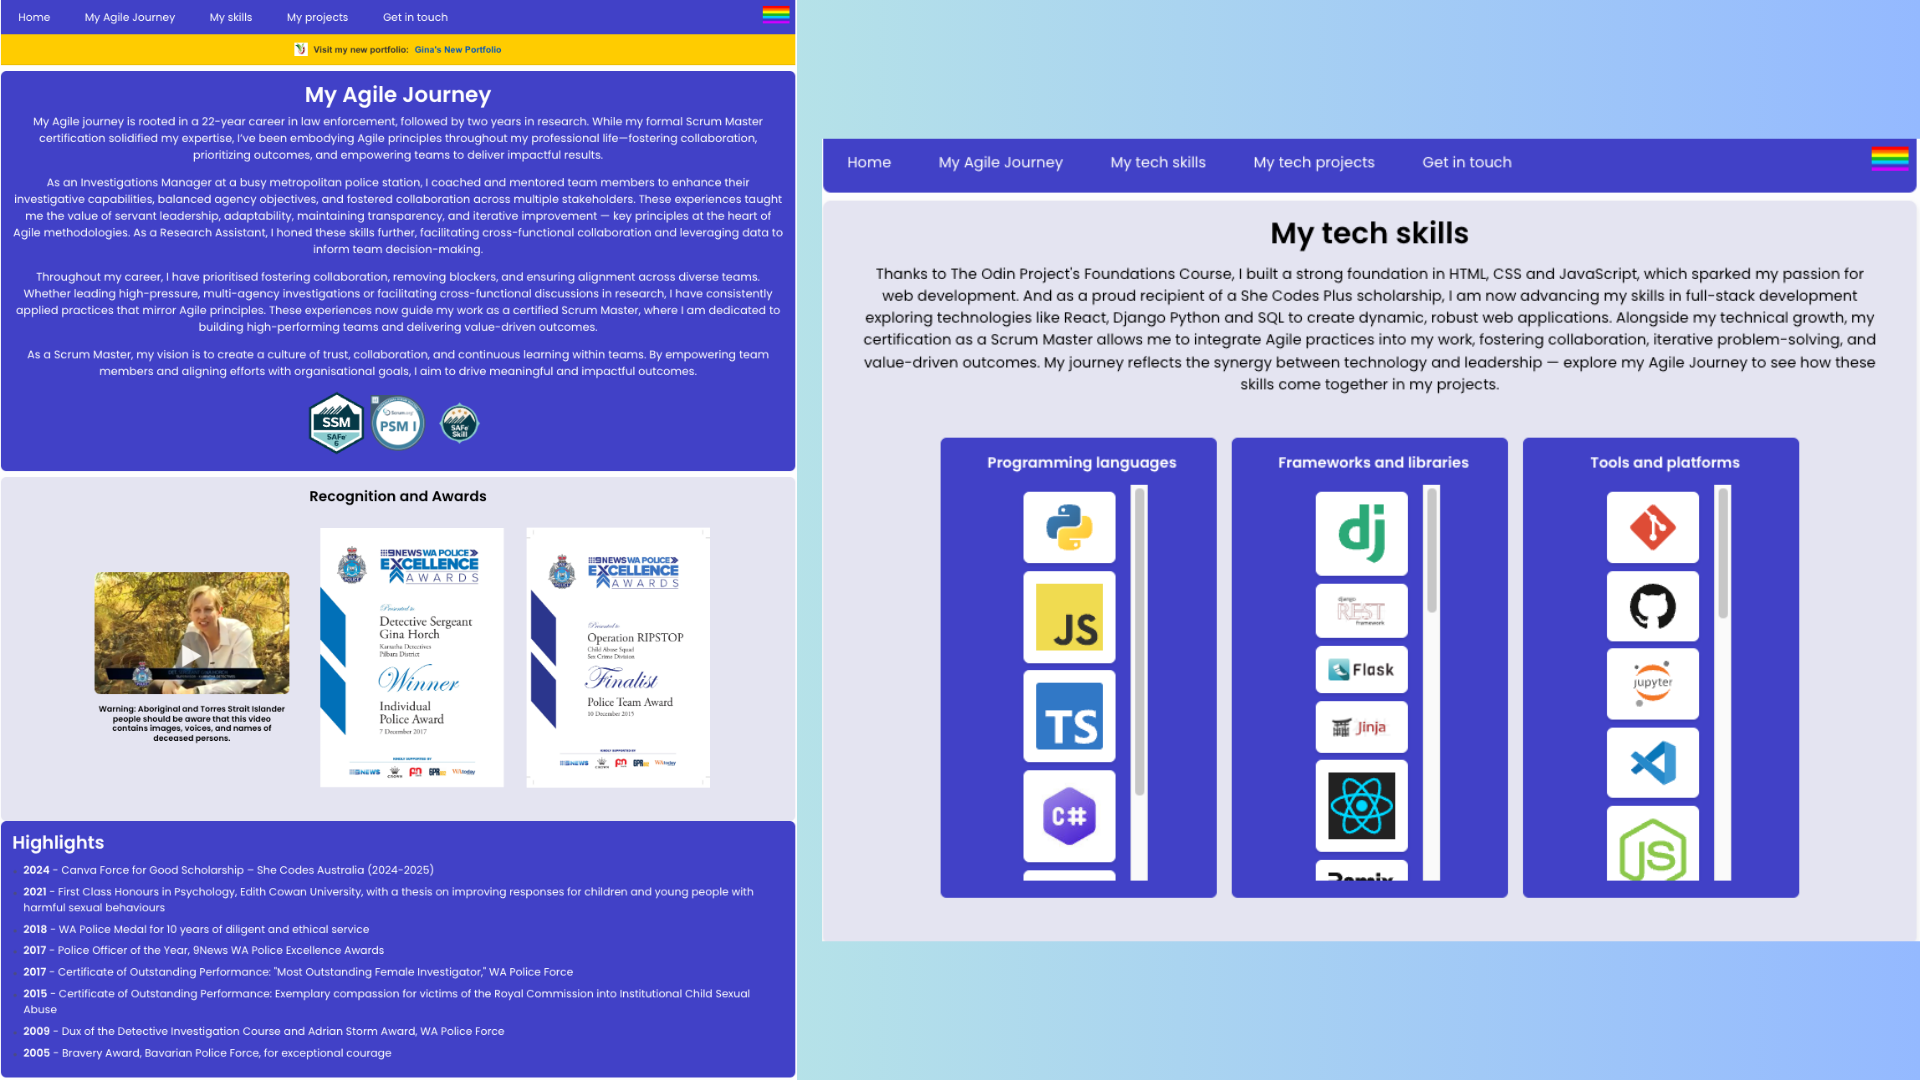 Home My Agile Journey My skills My projects Get in touch
Visit my new portfolio: Gina's New Portfolio
My Agile Journey
My Agile journey is rooted in a 22-year career in law enforcement, followed by two years in research. While my formal Scrum Master
certification solidified my expertise, I've been embodying Agile principles throughout my professional life—fostering collaboration,
prioritizing outcomes, and empowering teams to deliver impactful results.
As an Investigations Manager at a busy metropolitan police station, I coached and mentored team members to enhance their
investigative capabilities, balanced agency objectives, and fostered collaboration across multiple stakeholders. These experiences taught
me the value of servant leadership, adaptability, maintaining transparency, and iterative improvement — key principles at the heart of
Agile methodologies. As a Research Assistant, I honed these skills further, facilitating cross-functional collaboration and leveraging data to
inform team decision-making.
Throughout my career, I have prioritised fostering collaboration, removing blockers, and ensuring alignment across diverse teams.
Whether leading high-pressure, multi-agency investigations or facilitating cross-functional discussions in research, I have consistently
applied practices that mirror Agile principles. These experiences now guide my work as a certified Scrum Master, where I am dedicated to
building high-performing teams and delivering value-driven outcomes.
As a Scrum Master, my vision is to create a culture of trust, collaboration, and continuous learning within teams. By empowering team
members and aligning efforts with organisational goals, I aim to drive meaningful and impactful outcomes.
SSM
SAFe
6
Scrum.org
PSM I
SAFe
Skill
Recognition and Awards
Warning: Aboriginal and Torres Strait Islander
people should be aware that this video
contains images, voices, and names of
deceased persons.
9NEWS WA POLICE
EXCELLENCE
AWARDS
Presented to
Detective Sergeant
Gina Horch
Karratha Detectives
Pilbara District
Winner
Individual
Police Award
7 December 2017
9NEWS CROWN WAtoday
9NEWS WA POLICE
EXCELLENCE
AWARDS
Presented to
Operation RIPSTOP
Child Abuse Squad
Sex Crime Division
Finalist
Police Team Award
10 December 2015
9NEWS CROWN WAtoday
Highlights
2024 - Canva Force for Good Scholarship – She Codes Australia (2024-2025)
2021 - First Class Honours in Psychology, Edith Cowan University, with a thesis on improving responses for children and young people with
harmful sexual behaviours
2018 - WA Police Medal for 10 years of diligent and ethical service
2017 - Police Officer of the Year, 9News WA Police Excellence Awards
2017 - Certificate of Outstanding Performance: "Most Outstanding Female Investigator," WA Police Force
2015 - Certificate of Outstanding Performance: Exemplary compassion for victims of the Royal Commission into Institutional Child Sexual
Abuse
2009 - Dux of the Detective Investigation Course and Adrian Storm Award, WA Police Force
2005 - Bravery Award, Bavarian Police Force, for exceptional courage
Home My Agile Journey My tech skills My tech projects Get in touch
My tech skills
Thanks to The Odin Project's Foundations Course, I built a strong foundation in HTML, CSS and JavaScript, which sparked my passion for
web development. And as a proud recipient of a She Codes Plus scholarship, I am now advancing my skills in full-stack development
exploring technologies like React, Django Python and SQL to create dynamic, robust web applications. Alongside my technical growth, my
certification as a Scrum Master allows me to integrate Agile practices into my work, fostering collaboration, iterative problem-solving, and
value-driven outcomes. My journey reflects the synergy between technology and leadership — explore my Agile Journey to see how these
skills come together in my projects.
Programming languages
JS
TS
C#
Frameworks and libraries
dj
django
REST
framework
Flask
Jinja
Remix
Tools and platforms
jupyter
JS